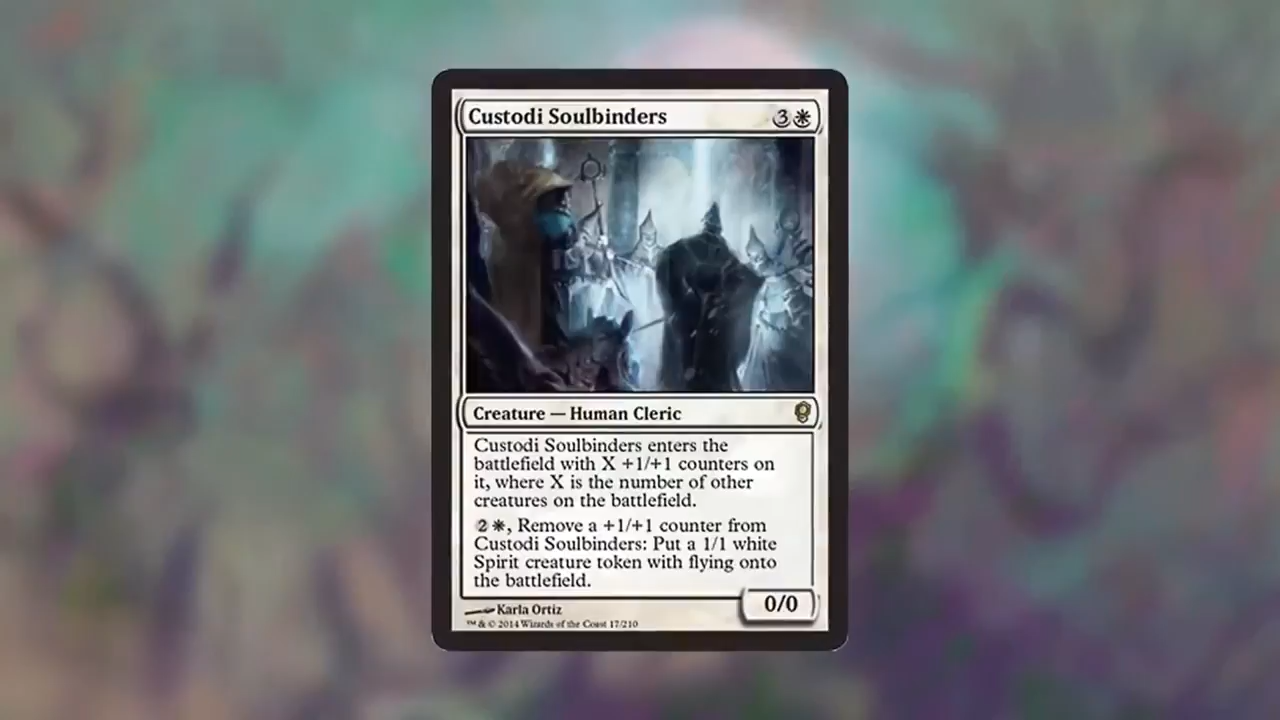 Custodi Soulbinders 3
Creature — Human Cleric
Custodi Soulbinders enters the
battlefield with X +1/+1 counters on
it, where X is the number of other
creatures on the battlefield.
2, Remove a +1/+1 counter from
Custodi Soulbinders: Put a 1/1 white
Spirit creature token with flying onto
the battlefield.
0/0
Karla Ortiz
™ & © 2014 Wizards of the Coast 17/210